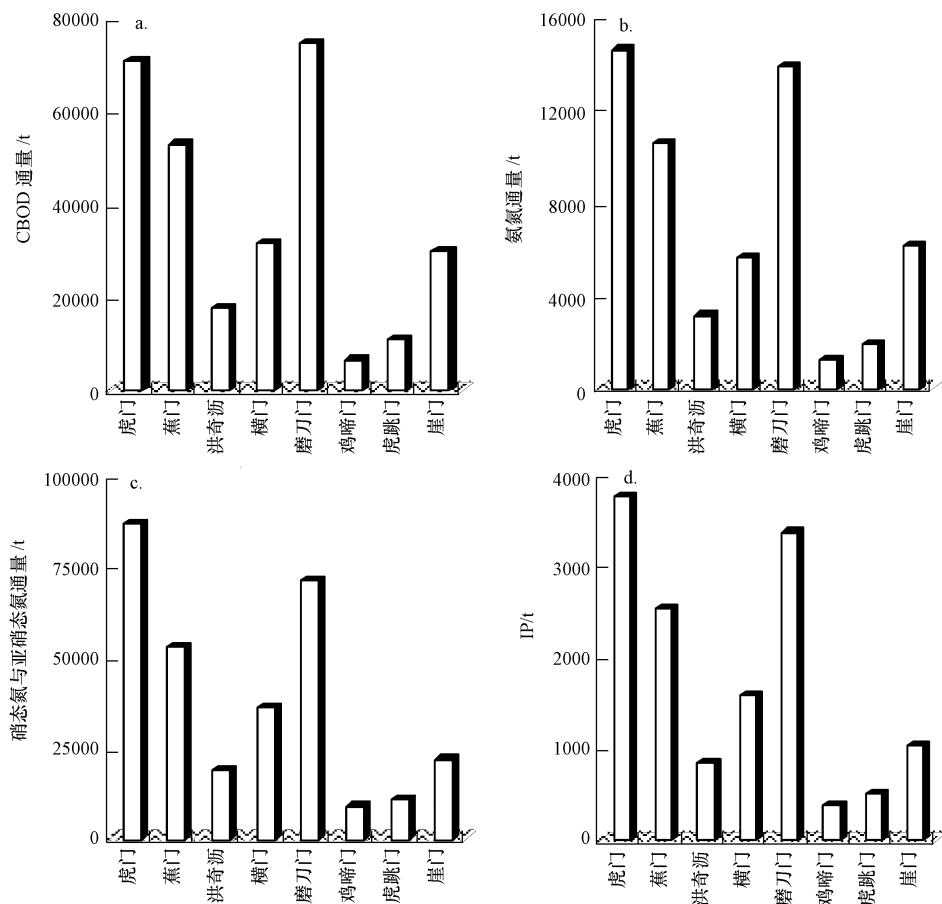 a.
CBOD 通量 /t
80000
60000
40000
20000
0
虎门
蕉门
洪奇沥
横门
磨刀门
鸡啼门
虎跳门
崖门
b.
氨氮通量 /t
16000
12000
8000
4000
0
虎门
蕉门
洪奇沥
横门
磨刀门
鸡啼门
虎跳门
崖门
c.
硝态氮与亚硝态氮通量 /t
100000
75000
50000
25000
0
虎门
蕉门
洪奇沥
横门
磨刀门
鸡啼门
虎跳门
崖门
d.
IP/t
4000
3000
2000
1000
0
虎门
蕉门
洪奇沥
横门
磨刀门
鸡啼门
虎跳门
崖门